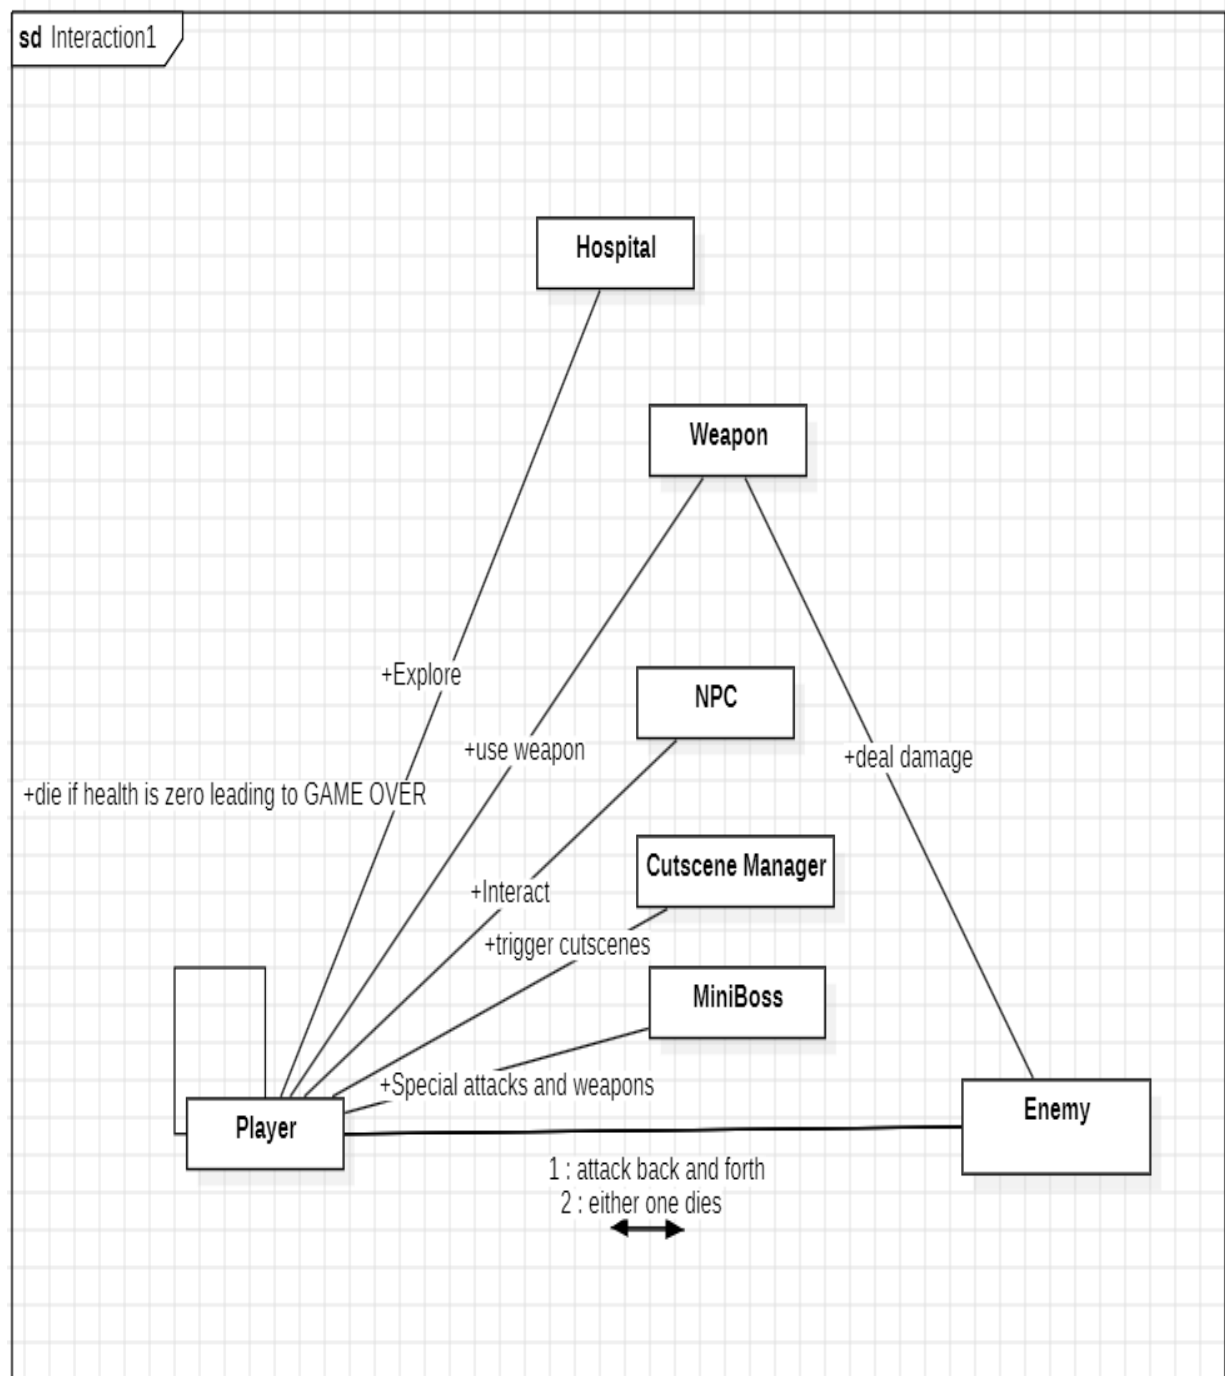 sd Interaction1
Hospital
Weapon
+Explore
NPC
+use weapon
+deal damage
+die if health is zero leading to GAME OVER
Cutscene Manager
+Interact
+trigger cutscenes
MiniBoss
+Special attacks and weapons
Player
Enemy
1 : attack back and forth
2 : either one dies